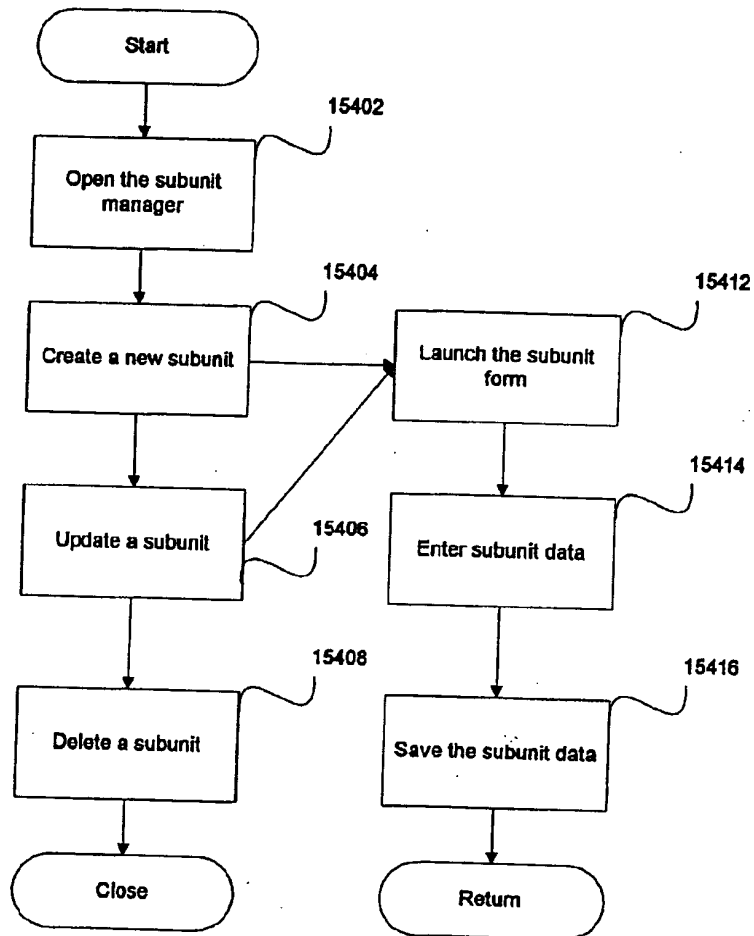 Start
15402
Open the subunit
manager
15404
Create a new subunit
15412
Launch the subunit
form
Update a subunit
15406
15414
Enter subunit data
15408
Delete a subunit
15416
Save the subunit data
Close
Return